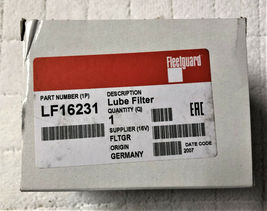 Fleetguard
PART NUMBER (1P)
LF16231
DESCRIPTION
Lube Filter
QUANTITY (Q)
1
SUPPLIER (16V)
FLTGR
ORIGIN
GERMANY
EAC
DATE CODE
2007